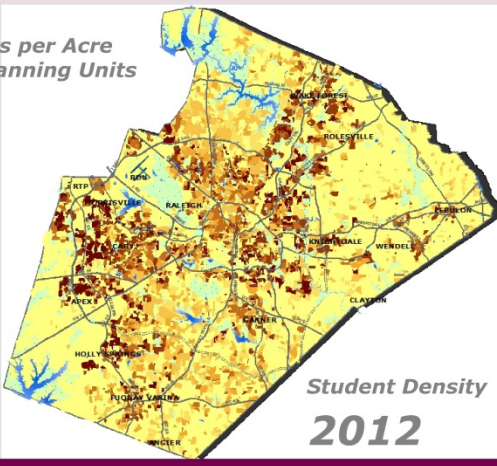 s per Acre
anning Units
WAKE FOREST
ROLESVILLE
RDU
RTP
MORRISVILLE
RALEIGH
ZEBULON
CARY
KNIGHTDALE
WENDELL
APEX
CLAYTON
GARNER
HOLLY SPRINGS
Student Density
FUQUAY VARINA
2012
ANGIER